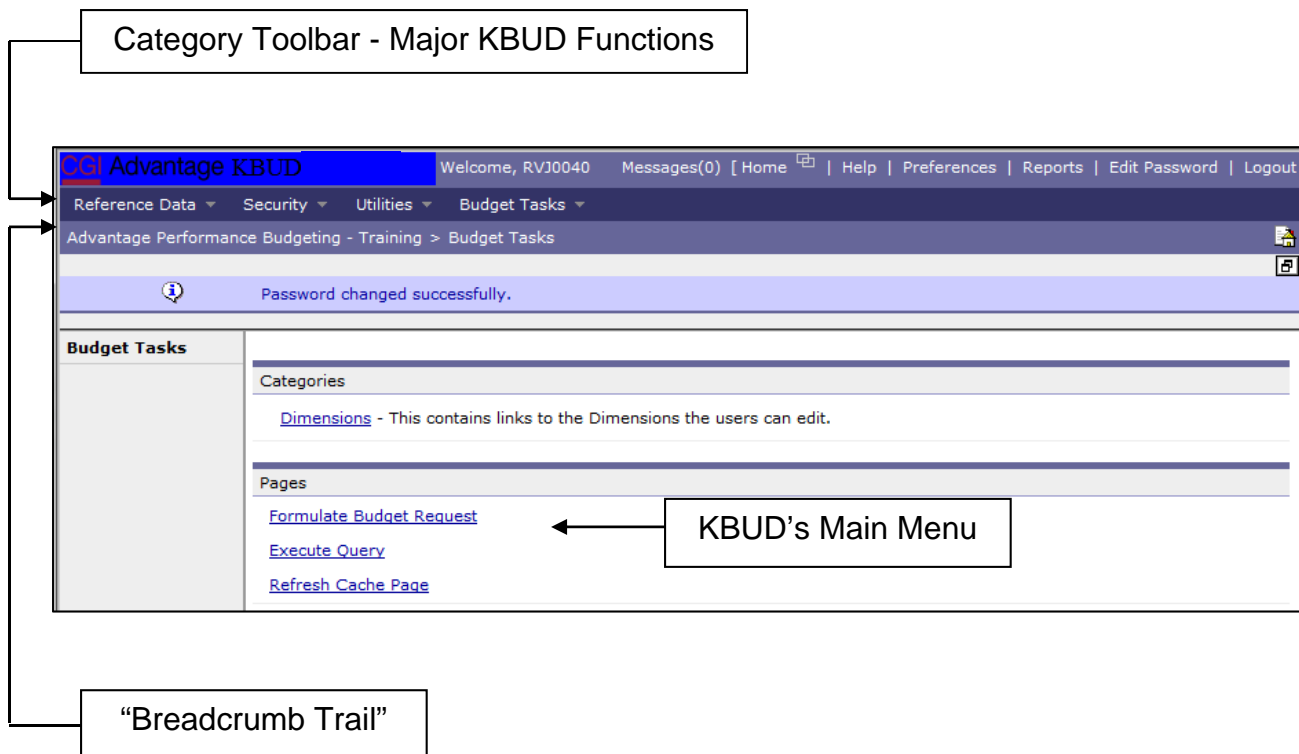 Category Toolbar - Major KBUD Functions
CGI Advantage KBUD Welcome, RVJ0040 Messages(0) [ Home | Help | Preferences | Reports | Edit Password | Logout
Reference Data Security Utilities Budget Tasks
Advantage Performance Budgeting - Training > Budget Tasks
Password changed successfully.
Budget Tasks
Categories
Dimensions - This contains links to the Dimensions the users can edit.
Pages
Formulate Budget Request
KBUD’s Main Menu
Execute Query
Refresh Cache Page
“Breadcrumb Trail”